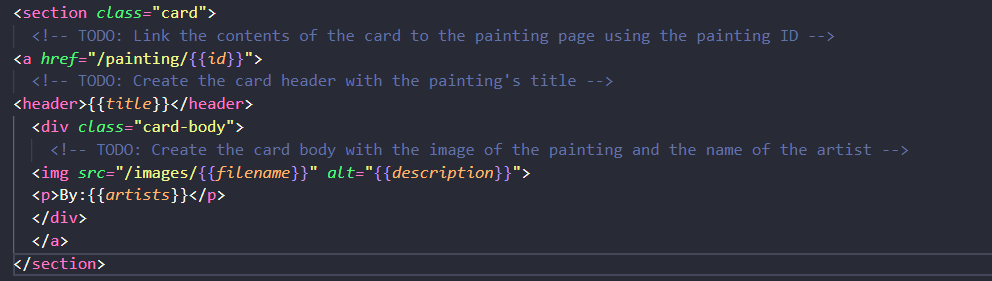 <section class="card">
<!-- TODO: Link the contents of the card to the painting page using the painting ID -->
<a href="/painting/{{id}}">
<!-- TODO: Create the card header with the painting's title -->
<header>{{title}}</header>
<div class="card-body">
<!-- TODO: Create the card body with the image of the painting and the name of the artist -->
<img src="/images/{{filename}}" alt="{{description}}">
<p>By:{{artists}}</p>
</div>
</a>
</section>